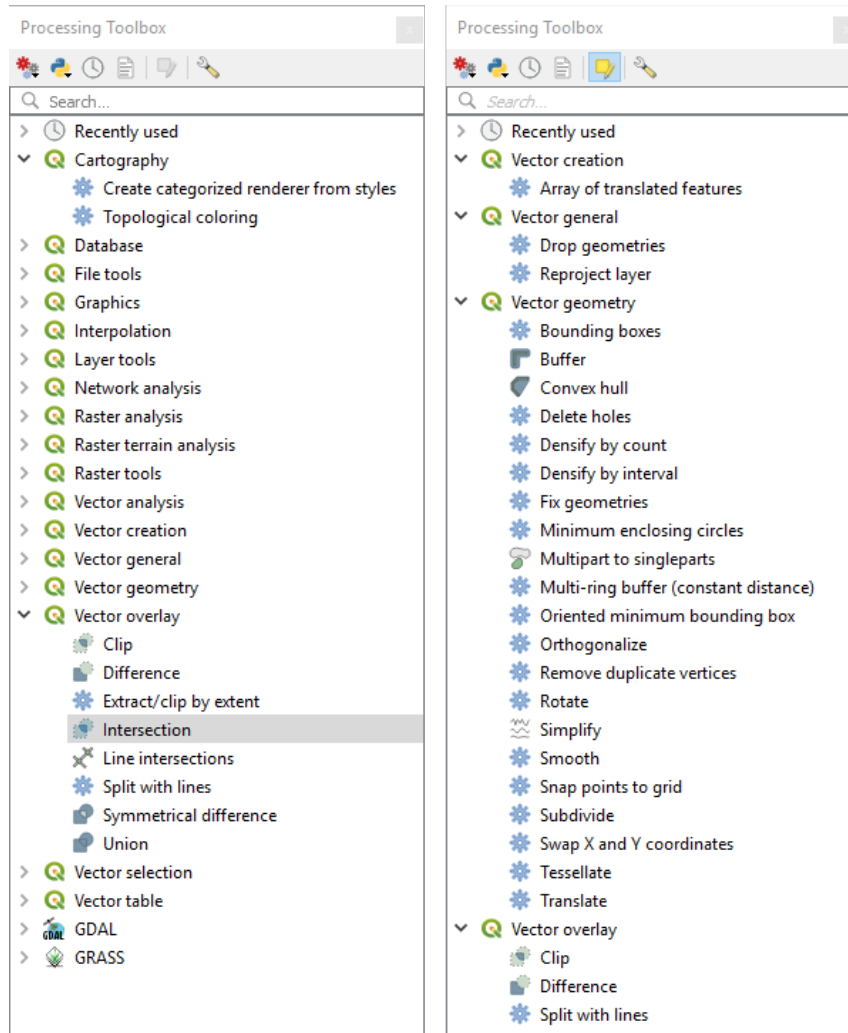 Processing Toolbox
Search...
Recently used
Cartography
Create categorized renderer from styles
Topological coloring
Database
File tools
Graphics
Interpolation
Layer tools
Network analysis
Raster analysis
Raster terrain analysis
Raster tools
Vector analysis
Vector creation
Vector general
Vector geometry
Vector overlay
Clip
Difference
Extract/clip by extent
Intersection
Line intersections
Split with lines
Symmetrical difference
Union
Vector selection
Vector table
GDAL
GRASS
Processing Toolbox
Search...
Recently used
Vector creation
Array of translated features
Vector general
Drop geometries
Reproject layer
Vector geometry
Bounding boxes
Buffer
Convex hull
Delete holes
Densify by count
Densify by interval
Fix geometries
Minimum enclosing circles
Multipart to singleparts
Multi-ring buffer (constant distance)
Oriented minimum bounding box
Orthogonalize
Remove duplicate vertices
Rotate
Simplify
Smooth
Snap points to grid
Subdivide
Swap X and Y coordinates
Tessellate
Translate
Vector overlay
Clip
Difference
Split with lines